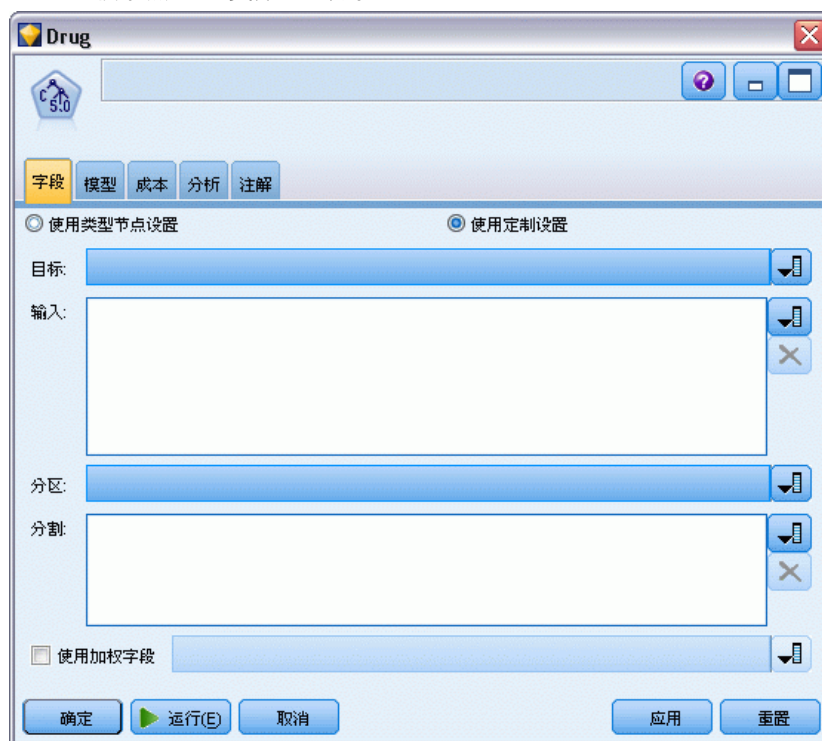 Drug
C 5.0
字段 模型 成本 分析 注解
使用类型节点设置 使用定制设置
目标:
输入:
分区:
分割:
使用加权字段
确定 运行(E) 取消 应用 重置